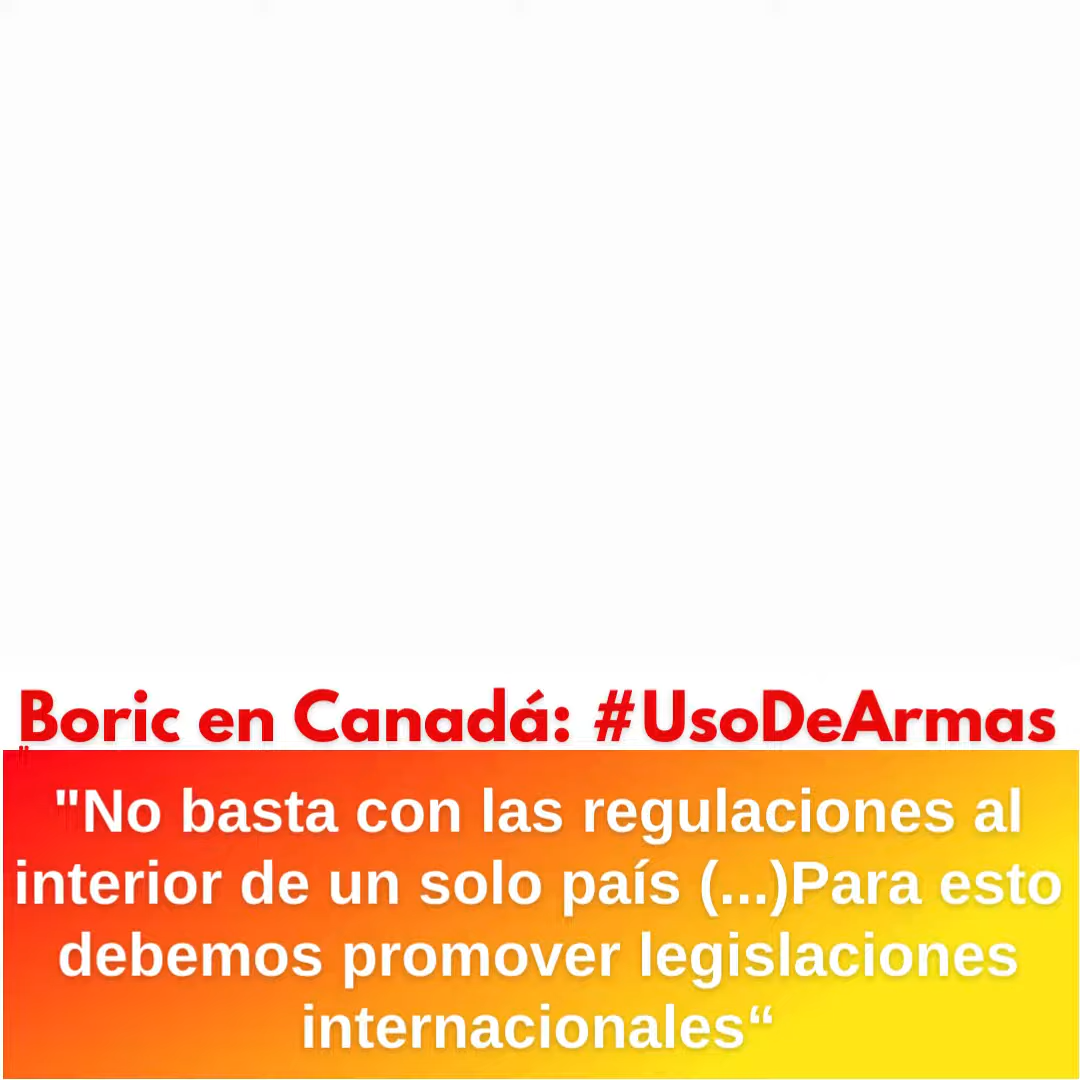 Boric en Canadá: #UsoDeArmas
"
"No basta con las regulaciones al
interior de un solo país (...)Para esto
debemos promover legislaciones
internacionales“